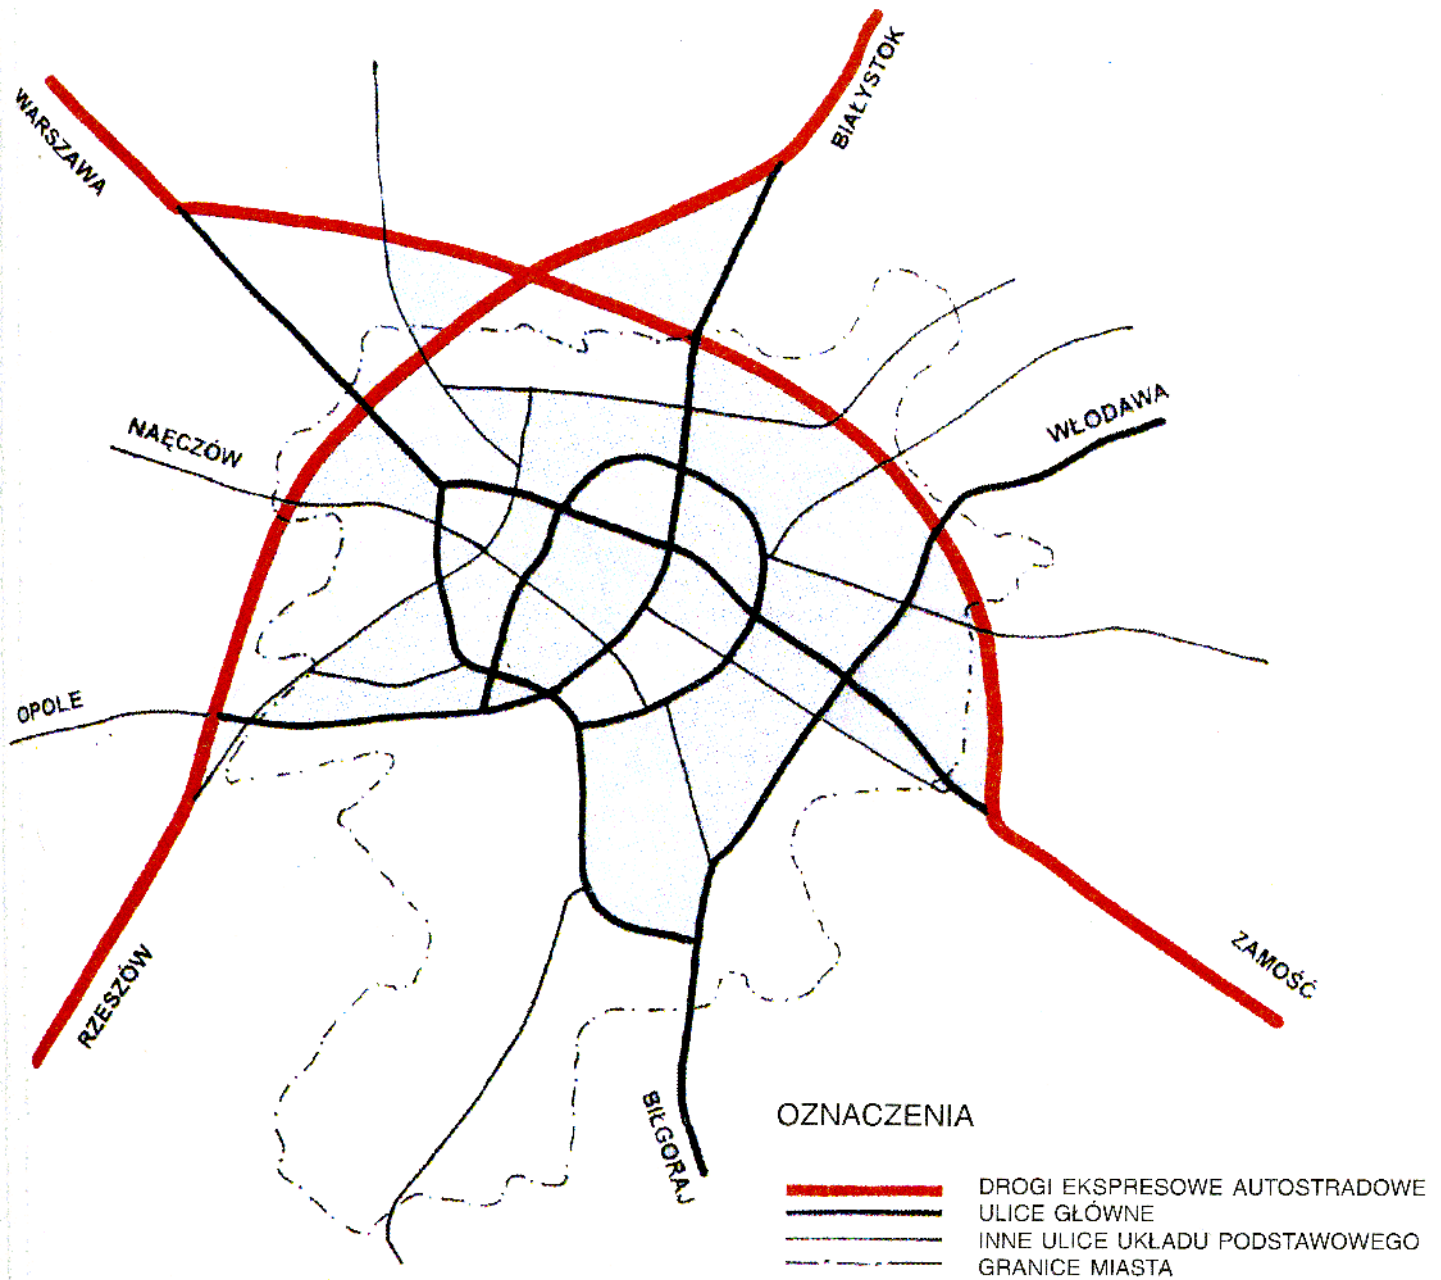 BIAŁYSTOK
WARSZAWA
WŁODAWA
NAĘCZÓW
OPOLE
ZAMOŚĆ
RZESZÓW
BIŁGORAJ
OZNACZENIA
DROGI EKSPRESOWE AUTOSTRADOWE
ULICE GŁÓWNE
INNE ULICE UKŁADU PODSTAWOWEGO
GRANICE MIASTA